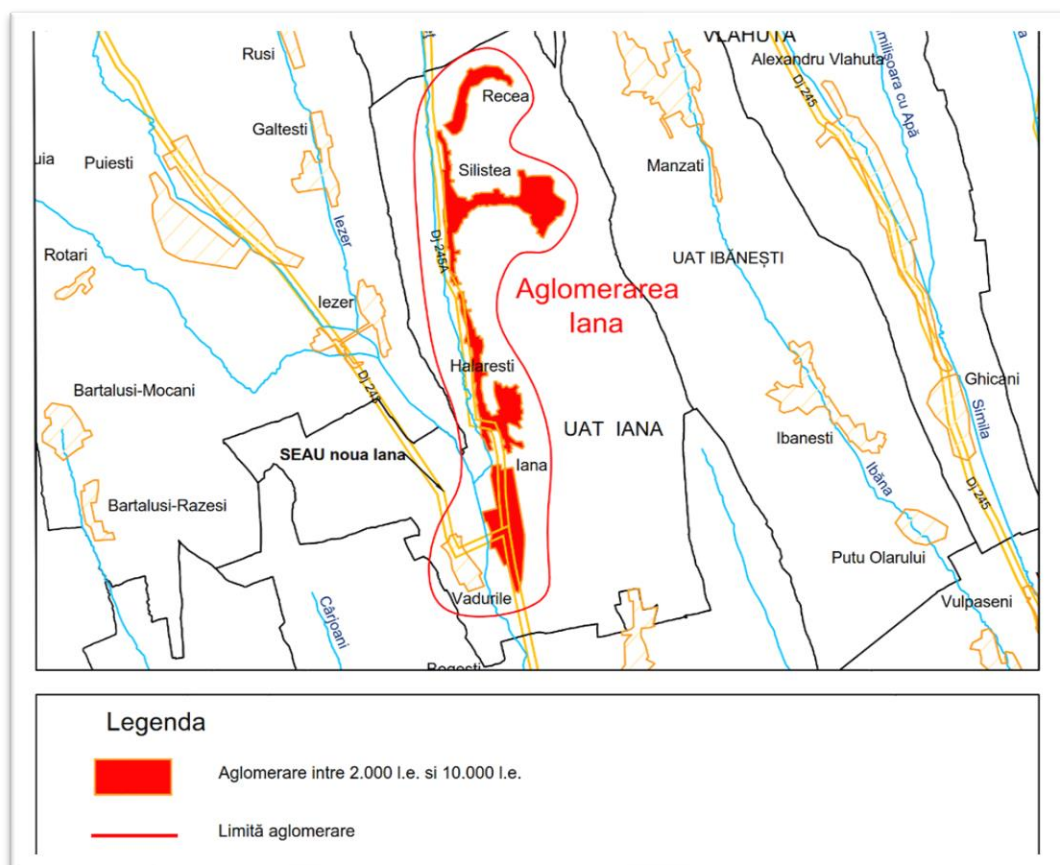 VLAHUTA
Alexandru Vlahuta
Rusi
Recea
Galtesti
Dj 245
Puiesti
Silistea
Manzati
Iezer
Dj 245A
UAT IBĂNEȘTI
Rotari
Iezer
Aglomerarea
Iana
Halaresti
Dj 245
Bartalusi-Mocani
Ghicani
Simila
UAT IANA
Ibanesti
SEAU noua Iana
Iana
Ibăna
Dj 245
Bartalusi-Razesi
Putu Olarului
Vadurile
Vulpaseni
Cârjoani
Legenda
Aglomerare intre 2.000 l.e. si 10.000 l.e.
Limită aglomerare